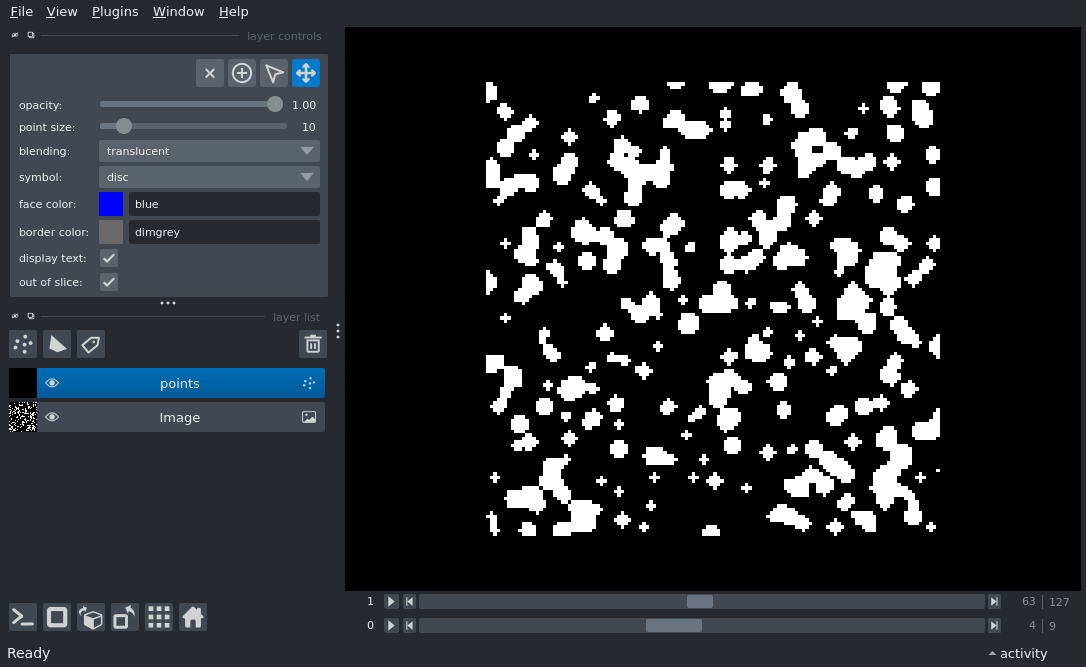 File View Plugins Window Help
layer controls
opacity: 1.00
point size: 10
blending: translucent
symbol: disc
face color: blue
border color: dimgrey
display text:
out of slice:
layer list
points
Image
1 63 | 127
0 4 | 9
Ready activity